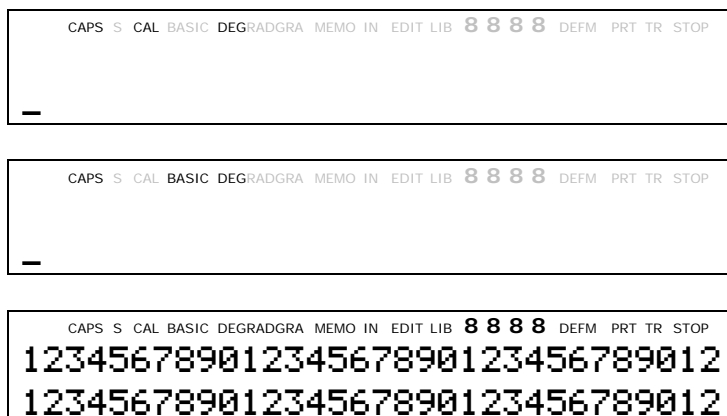 CAPS S CAL BASIC DEGRADGRA MEMO IN EDIT LIB 8 8 8 8 DEFM PRT TR STOP
_
CAPS S CAL BASIC DEGRADGRA MEMO IN EDIT LIB 8 8 8 8 DEFM PRT TR STOP
_
CAPS S CAL BASIC DEGRADGRA MEMO IN EDIT LIB 8 8 8 8 DEFM PRT TR STOP
12345678901234567890123456789012
12345678901234567890123456789012